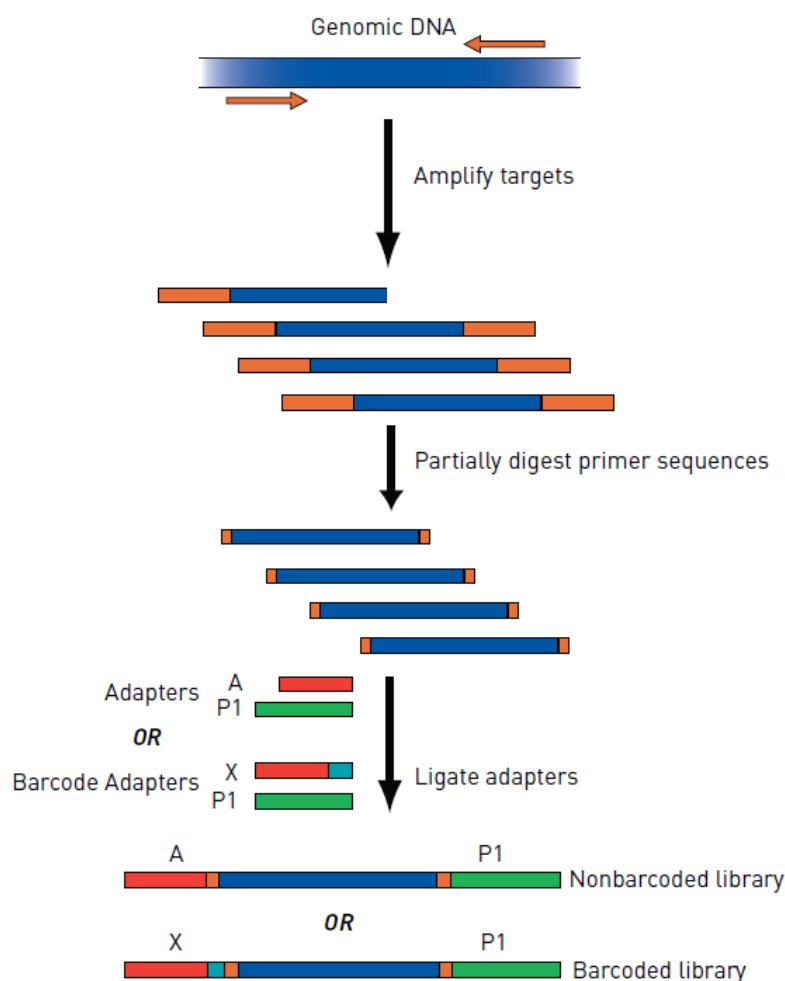 Genomic DNA
Amplify targets
Partially digest primer sequences
Adapters
A
P1
OR
Barcode Adapters
X
P1
Ligate adapters
A
P1
Nonbarcoded library
OR
X
P1
Barcoded library